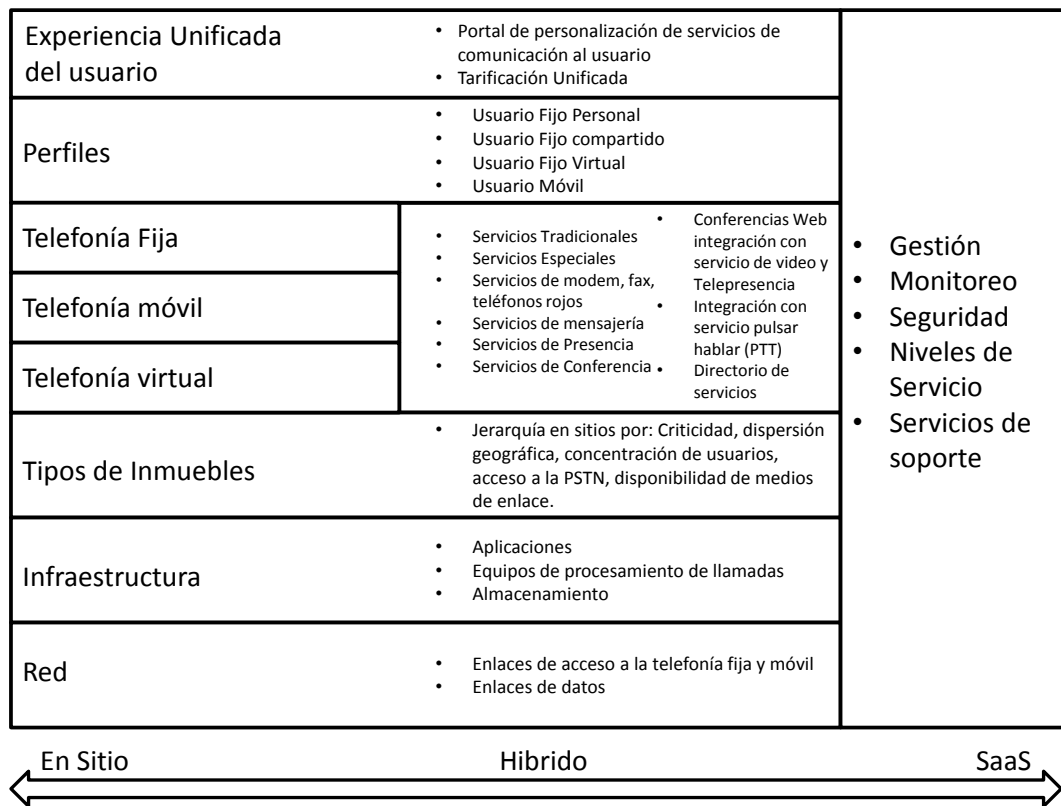 Experiencia Unificada
del usuario
• Portal de personalización de servicios de
comunicación al usuario
• Tarificación Unificada
Perfiles
• Usuario Fijo Personal
• Usuario Fijo compartido
• Usuario Fijo Virtual
• Usuario Móvil
Telefonía Fija
Telefonía móvil
Telefonía virtual
• Servicios Tradicionales
• Servicios Especiales
• Servicios de modem, fax,
teléfonos rojos
• Servicios de mensajería
• Servicios de Presencia
• Servicios de Conferencia
• Conferencias Web
integración con
servicio de video y
Telepresencia
• Integración con
servicio pulsar
hablar (PTT)
• Directorio de
servicios
Tipos de Inmuebles
• Jerarquía en sitios por: Criticidad, dispersión
geográfica, concentración de usuarios,
acceso a la PSTN, disponibilidad de medios
de enlace.
Infraestructura
• Aplicaciones
• Equipos de procesamiento de llamadas
• Almacenamiento
Red
• Enlaces de acceso a la telefonía fija y móvil
• Enlaces de datos
• Gestión
• Monitoreo
• Seguridad
• Niveles de
Servicio
• Servicios de
soporte
En Sitio
Hibrido
SaaS